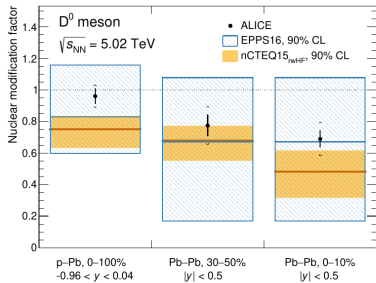 Nuclear modification factor
1.4
1.2
1
0.8
0.6
0.4
0.2
0
D⁰ meson
√s_NN = 5.02 TeV
ALICE
EPPS16, 90% CL
nCTEQ15_rwHF, 90% CL
p–Pb, 0–100%
-0.96 < y < 0.04
Pb–Pb, 30–50%
|y| < 0.5
Pb–Pb, 0–10%
|y| < 0.5